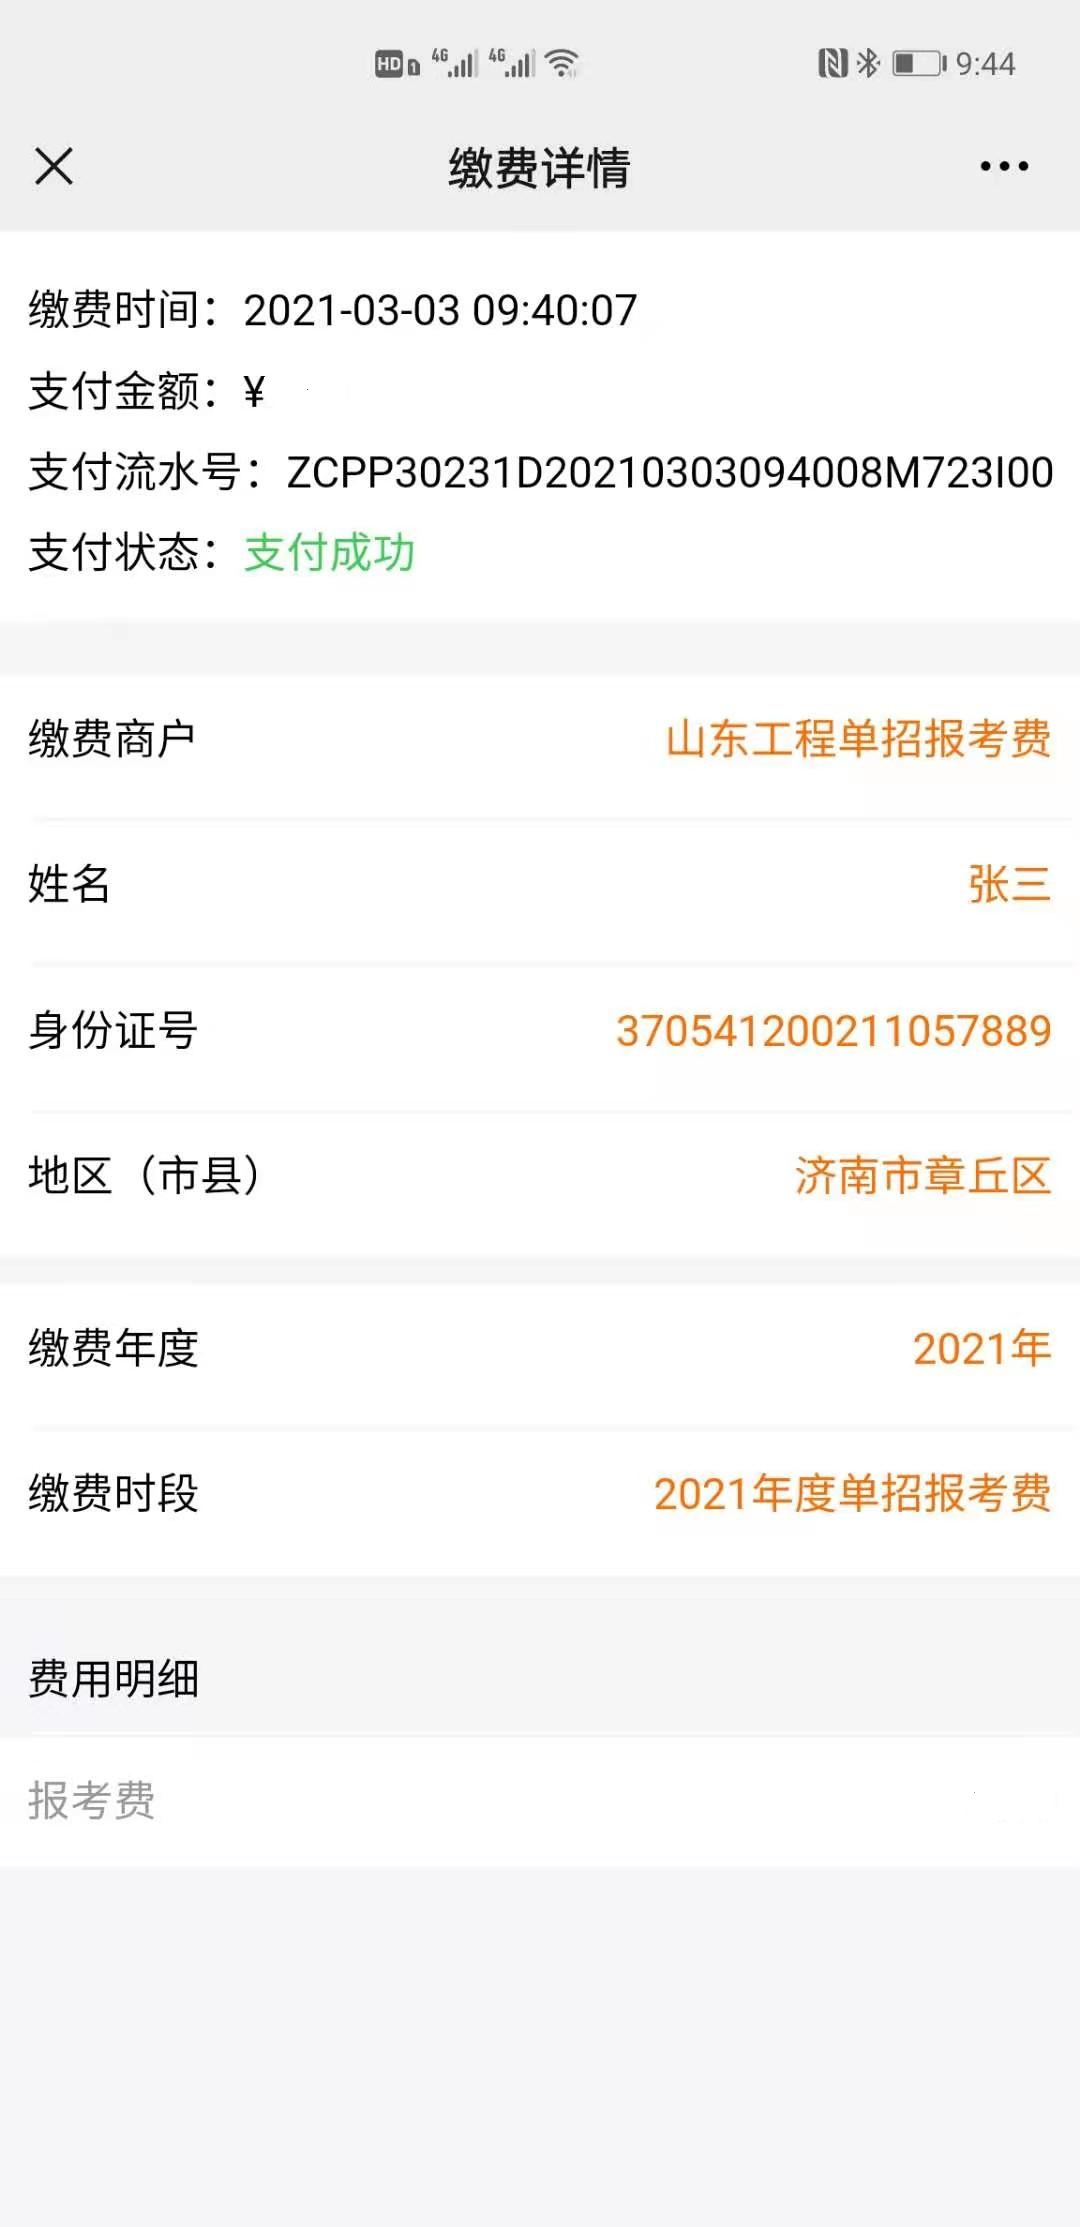 HD 1 4G 4G 9:44
缴费详情
缴费时间：2021-03-03 09:40:07
支付金额：¥
支付流水号：ZCPP30231D20210303094008M723I00
支付状态：支付成功
缴费商户 山东工程单招报考费
姓名 张三
身份证号 370541200211057889
地区（市县） 济南市章丘区
缴费年度 2021年
缴费时段 2021年度单招报考费
费用明细
报考费